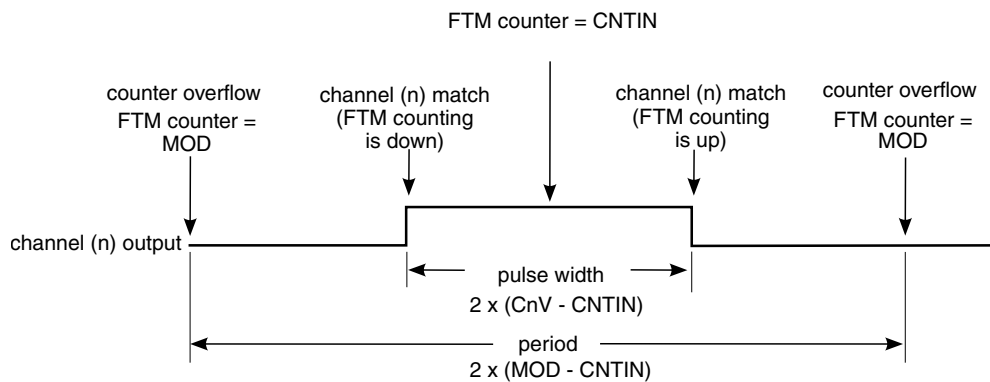 FTM counter = CNTIN
counter overflow
FTM counter =
MOD
channel (n) match
(FTM counting
is down)
channel (n) match
(FTM counting
is up)
counter overflow
FTM counter =
MOD
channel (n) output
pulse width
2 x (CnV - CNTIN)
period
2 x (MOD - CNTIN)